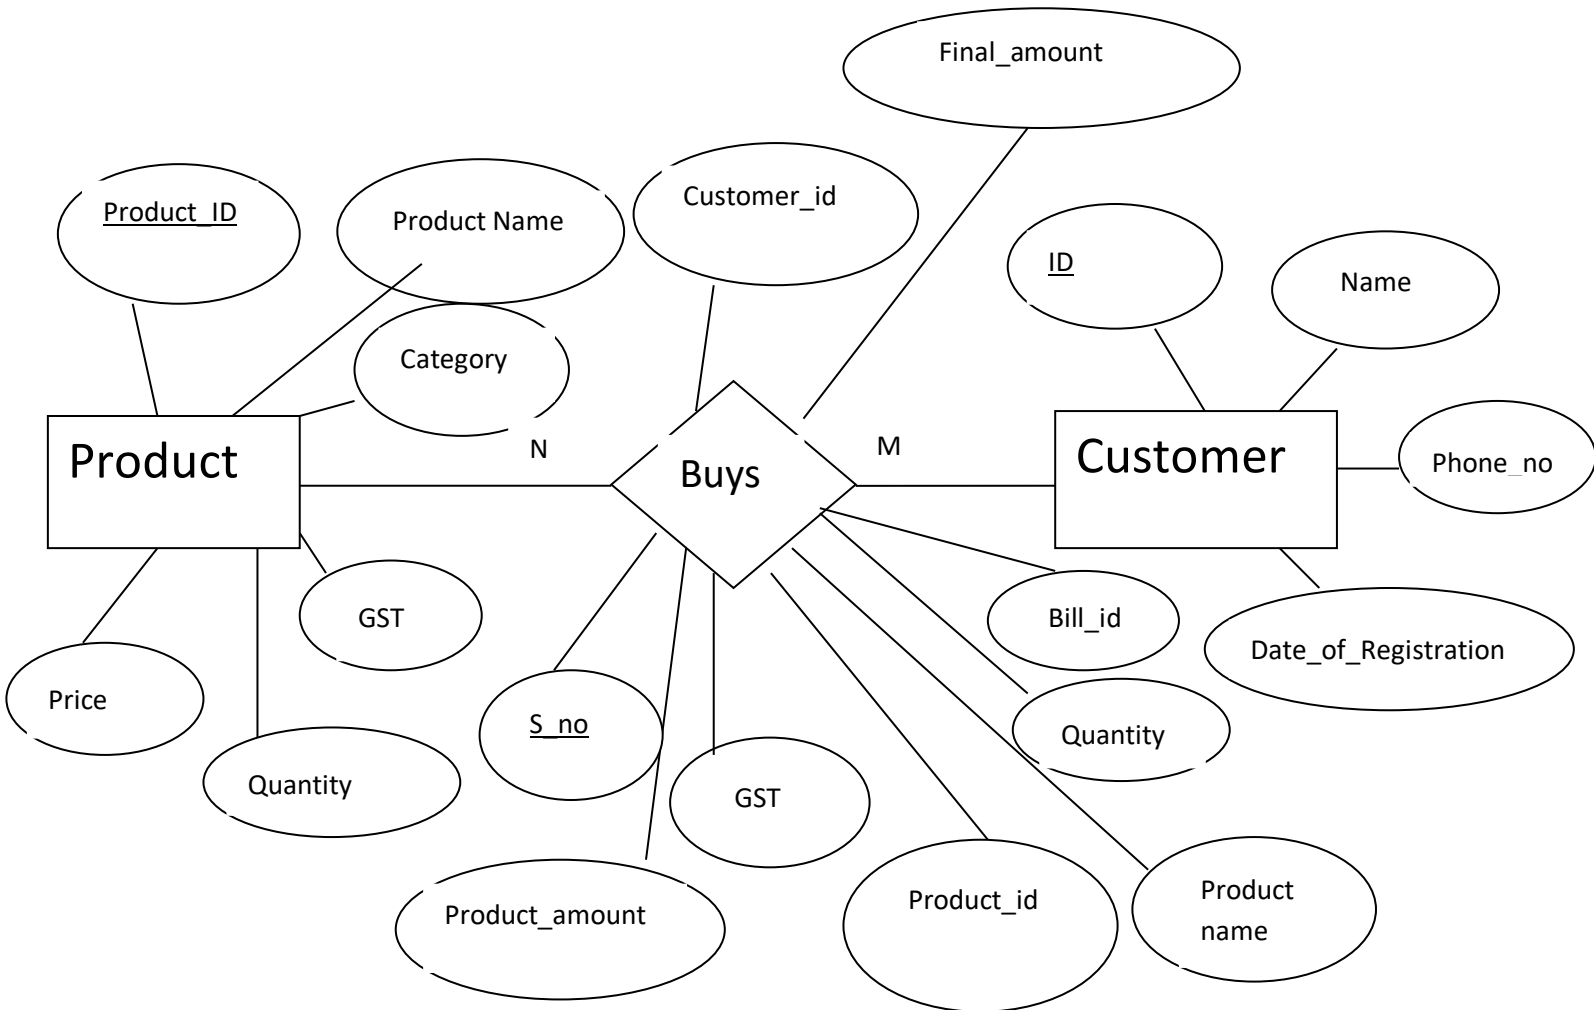 Final_amount
Product_ID
Product Name
Customer_id
ID
Name
Category
Product
N
Buys
M
Customer
Phone_no
GST
Bill_id
Date_of_Registration
Price
Quantity
S_no
GST
Quantity
Product_amount
Product_id
Product
name